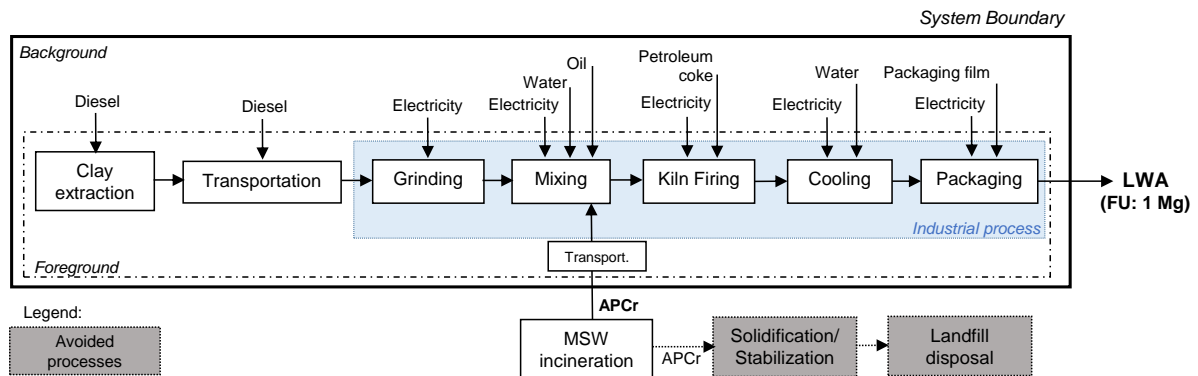 System Boundary
Background
Oil
Petroleum
coke
Water
Water
Packaging film
Diesel
Diesel
Electricity
Electricity
Electricity
Electricity
Electricity
Clay
extraction
Transportation
Grinding
Mixing
Kiln Firing
Cooling
Packaging
LWA
(FU: 1 Mg)
Industrial process
Foreground
Transport.
Legend:
APCr
Avoided
processes
MSW
incineration
APCr
Solidification/
Stabilization
Landfill
disposal